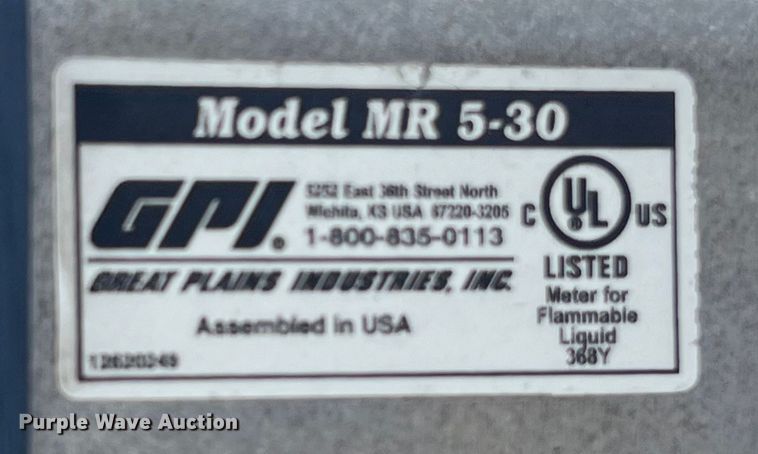 Model MR 5-30
GPI®
5252 East 36th Street North
Wichita, KS USA 67220-3205
1-800-835-0113
GREAT PLAINS INDUSTRIES, INC.
Assembled in USA
12620249
C UL® US
LISTED
Meter for
Flammable
Liquid
368Y
Purple Wave Auction